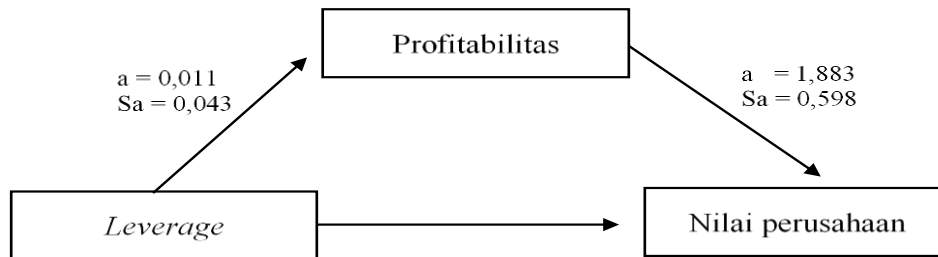 Profitabilitas
a = 0,011
Sa = 0,043
a = 1,883
Sa = 0,598
Leverage
Nilai perusahaan